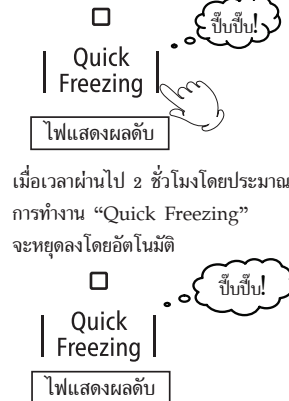 ปี๊บปี๊บ!
Quick
Freezing
ไฟแสดงผลดับ
เมื่อเวลาผ่านไป 2 ชั่วโมงโดยประมาณ
การทำงาน “Quick Freezing”
จะหยุดลงโดยอัตโนมัติ
ปี๊บปี๊บ!
Quick
Freezing
ไฟแสดงผลดับ